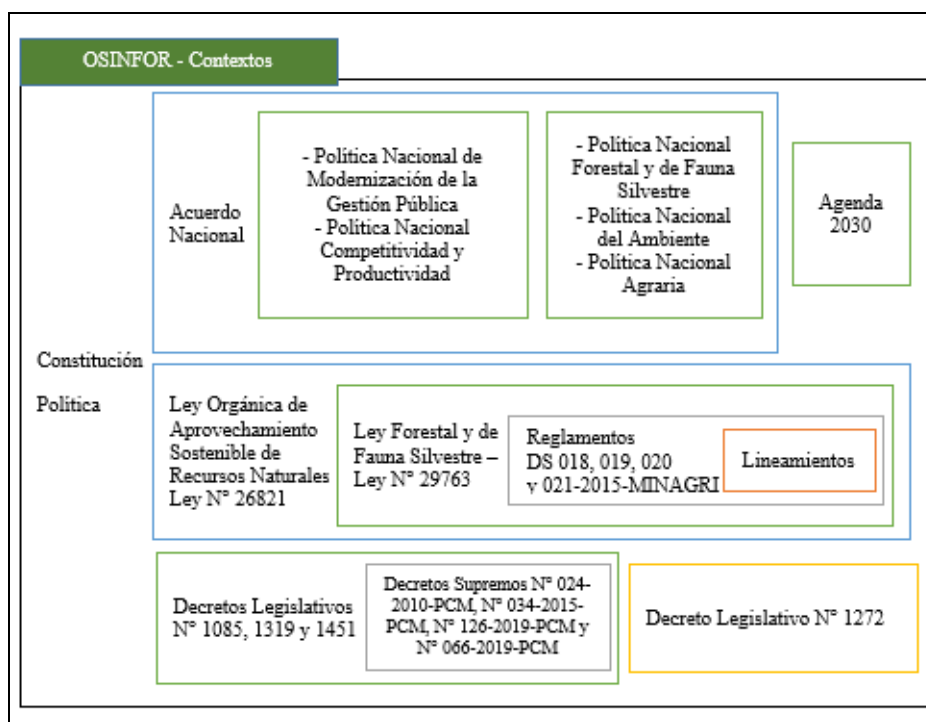 OSINFOR - Contextos
Acuerdo
Nacional
- Política Nacional de
Modernización de la
Gestión Pública
- Política Nacional
Competitividad y
Productividad
- Política Nacional
Forestal y de Fauna
Silvestre
- Política Nacional
del Ambiente
- Política Nacional
Agraria
Agenda
2030
Constitución
Política
Ley Orgánica de
Aprovechamiento
Sostenible de
Recursos Naturales
Ley N° 26821
Ley Forestal y de
Fauna Silvestre –
Ley N° 29763
Reglamentos
DS 018, 019, 020
y 021-2015-MINAGRI
Lineamientos
Decretos Legislativos
N° 1085, 1319 y 1451
Decretos Supremos N° 024-
2010-PCM, N° 034-2015-
PCM, N° 126-2019-PCM y
N° 066-2019-PCM
Decreto Legislativo N° 1272